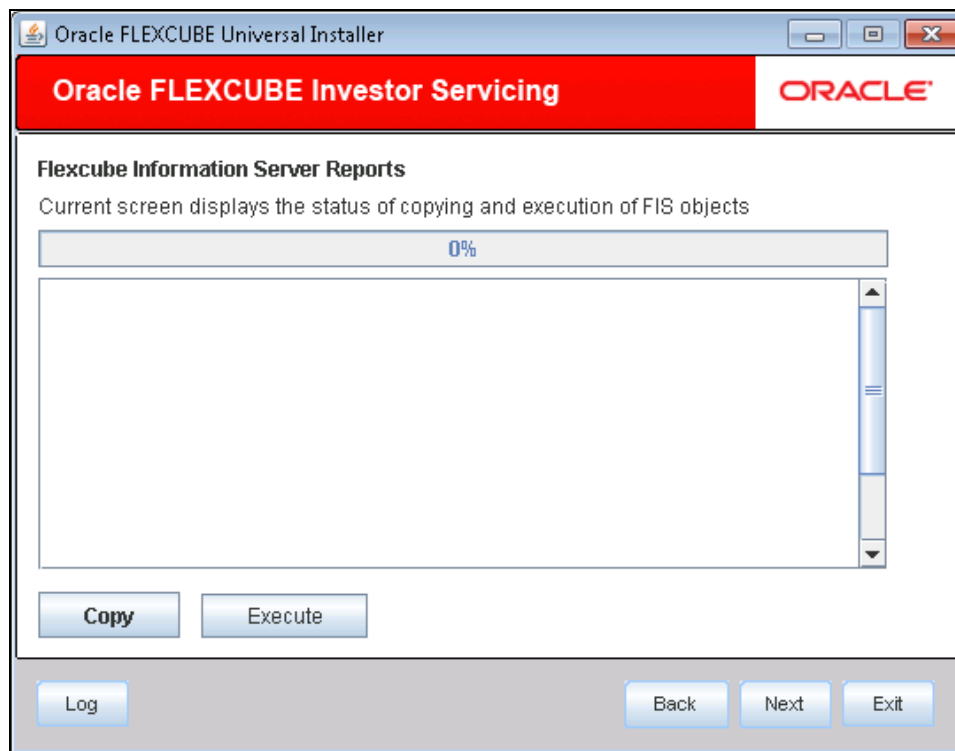 Oracle FLEXCUBE Universal Installer
Oracle FLEXCUBE Investor Servicing
ORACLE
Flexcube Information Server Reports
Current screen displays the status of copying and execution of FIS objects
0%
Copy Execute
Log Back Next Exit